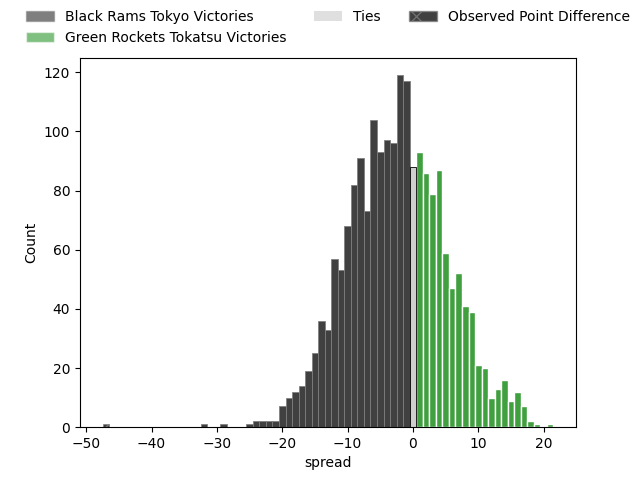 Black Rams Tokyo Victories
Ties
Observed Point Difference
Green Rockets Tokatsu Victories
120
100
80
60
40
20
0
Count
−50
−40
−30
−20
−10
0
10
20
spread